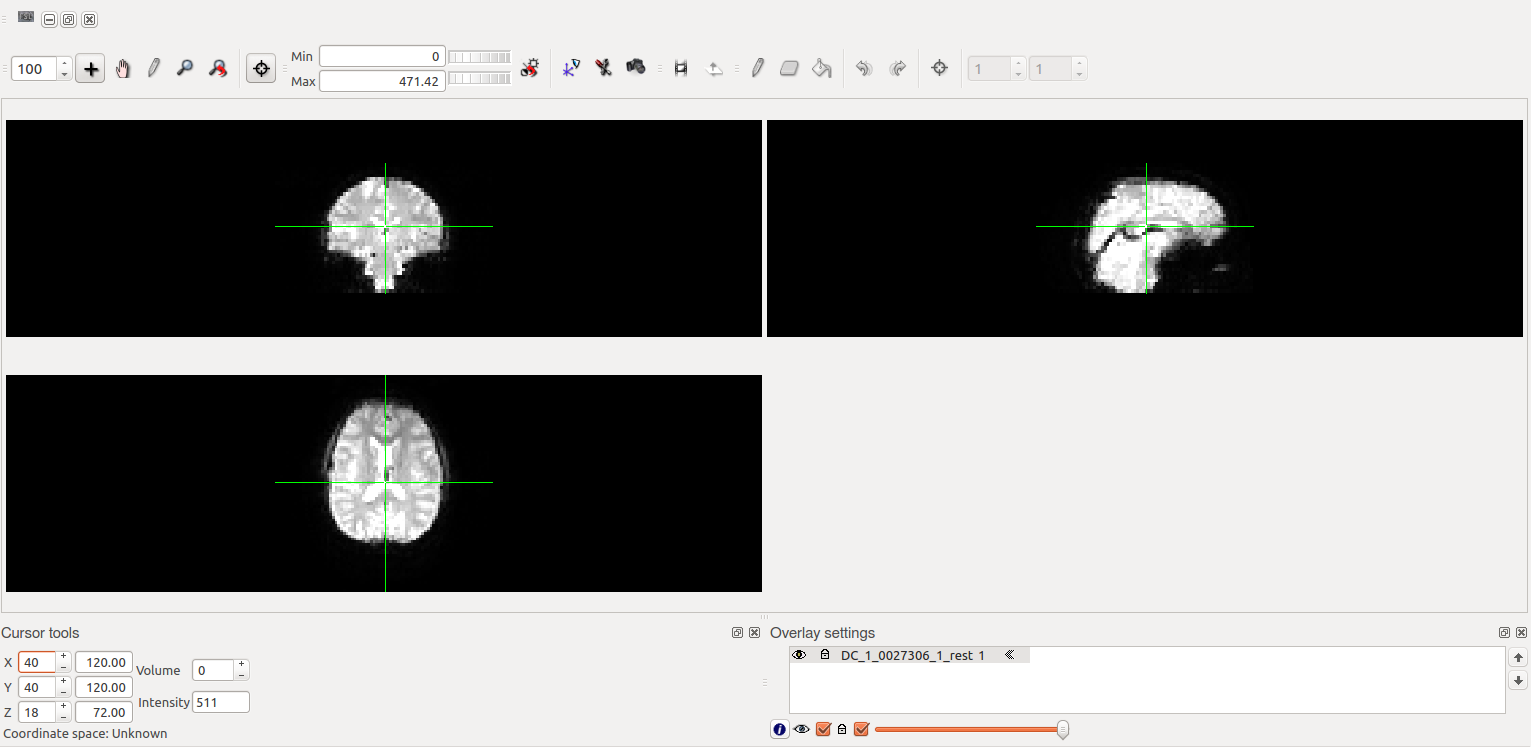 100
Min 0
Max 471.42
1 1
Cursor tools
X 40 120.00
Y 40 120.00
Z 18 72.00
Volume 0
Intensity 511
Coordinate space: Unknown
Overlay settings
DC_1_0027306_1_rest 1